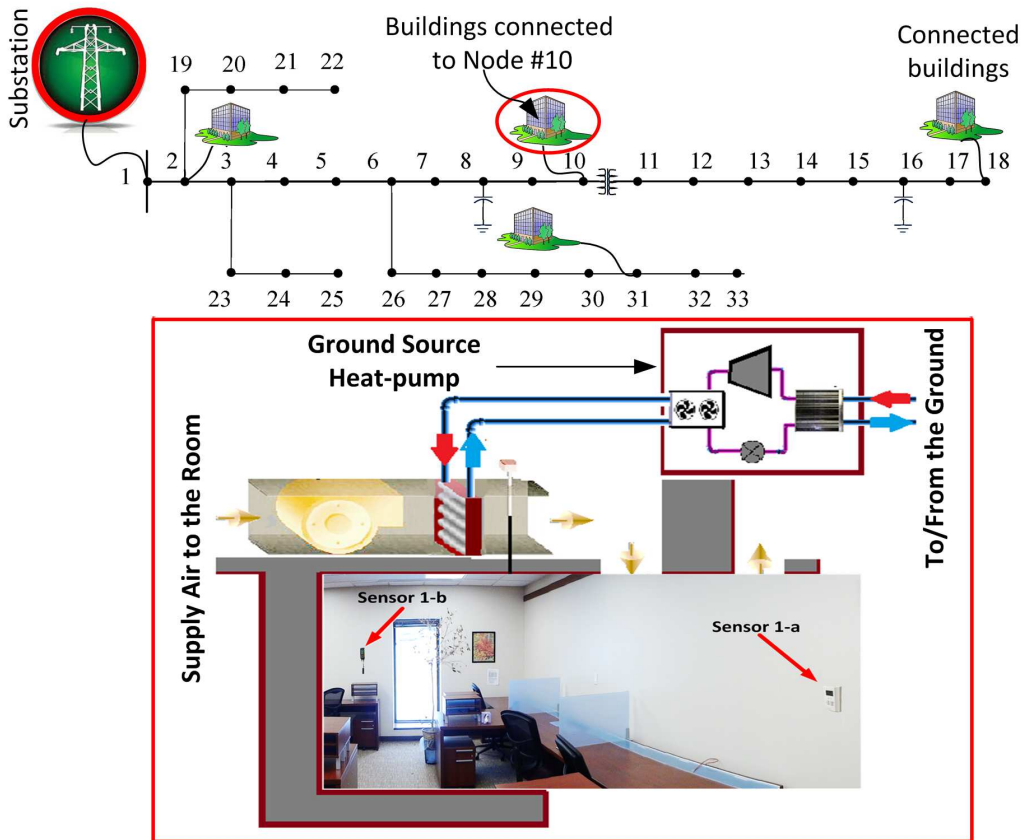 Substation
Buildings connected
to Node #10
Connected
buildings
19 20 21 22
1 2 3 4 5 6 7 8 9 10 11 12 13 14 15 16 17 18
23 24 25 26 27 28 29 30 31 32 33
Ground Source
Heat-pump
To/From the Ground
Supply Air to the Room
Sensor 1-b
Sensor 1-a